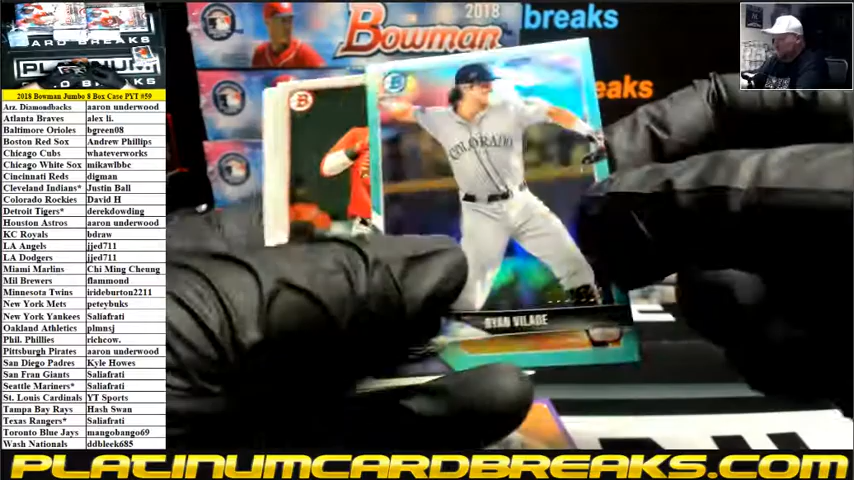 2018
Bowman
breaks
eaks
ARD BREAKS
PLATINUM
D BREAKS
2018 Bowman Jumbo 8 Box Case PYT #59
Arz. Diamondbacks aaron underwood
Atlanta Braves alex li.
Baltimore Orioles bgreen08
Boston Red Sox Andrew Phillips
Chicago Cubs whateverworks
Chicago White Sox mikawlbbc
Cincinnati Reds digman
Cleveland Indians* Justin Ball
Colorado Rockies David H
Detroit Tigers* derekdowding
Houston Astros aaron underwood
KC Royals bdraw
LA Angels jjed711
LA Dodgers jjed711
Miami Marlins Chi Ming Cheung
Mil Brewers flammond
Minnesota Twins irideburton2211
New York Mets peteybuks
New York Yankees Saliafrati
Oakland Athletics plmnsj
Phil. Phillies richcow.
Pittsburgh Pirates aaron underwood
San Diego Padres Kyle Howes
San Fran Giants Saliafrati
Seattle Mariners* Saliafrati
St. Louis Cardinals YT Sports
Tampa Bay Rays Hash Swan
Texas Rangers* Saliafrati
Toronto Blue Jays mangobango69
Wash Nationals ddbleek685
B
COLORADO
RYAN VILADE
PLATINUMCARDBREAKS.COM